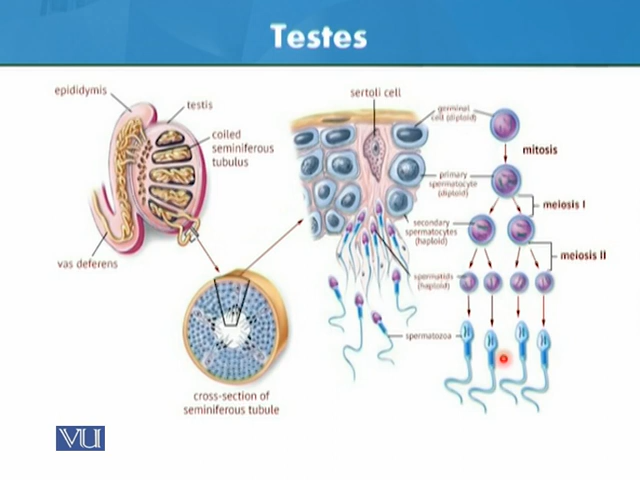 Testes
epididymis
testis
coiled
seminiferous
tubulus
vas deferens
cross-section of
seminiferous tubule
sertoli cell
germinal
cell (diploid)
mitosis
primary
spermatocyte
(diploid)
meiosis I
secondary
spermatocytes
(haploid)
meiosis II
spermatids
(haploid)
spermatozoa
VU